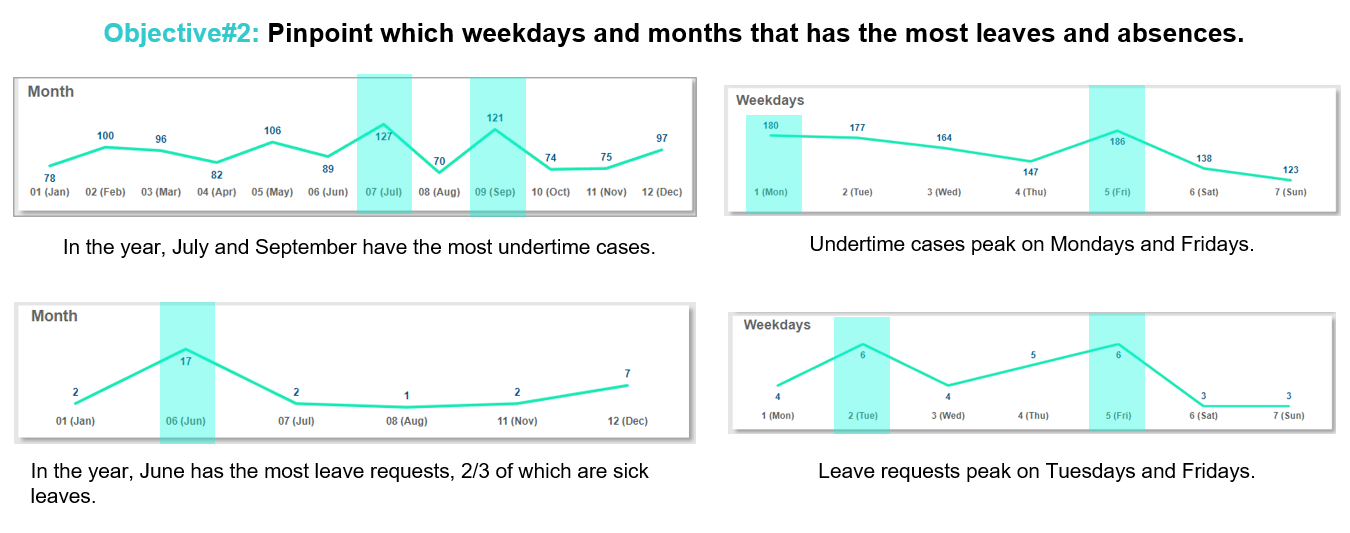 Objective#2: Pinpoint which weekdays and months that has the most leaves and absences.
Month
78 100 96 82 106 89 127 70 121 74 75 97
01 (Jan) 02 (Feb) 03 (Mar) 04 (Apr) 05 (May) 06 (Jun) 07 (Jul) 08 (Aug) 09 (Sep) 10 (Oct) 11 (Nov) 12 (Dec)
In the year, July and September have the most undertime cases.
Weekdays
180 177 164 147 186 138 123
1 (Mon) 2 (Tue) 3 (Wed) 4 (Thu) 5 (Fri) 6 (Sat) 7 (Sun)
Undertime cases peak on Mondays and Fridays.
Month
2 17 2 1 2 7
01 (Jan) 06 (Jun) 07 (Jul) 08 (Aug) 11 (Nov) 12 (Dec)
In the year, June has the most leave requests, 2/3 of which are sick
leaves.
Weekdays
4 6 4 5 6 3 3
1 (Mon) 2 (Tue) 3 (Wed) 4 (Thu) 5 (Fri) 6 (Sat) 7 (Sun)
Leave requests peak on Tuesdays and Fridays.